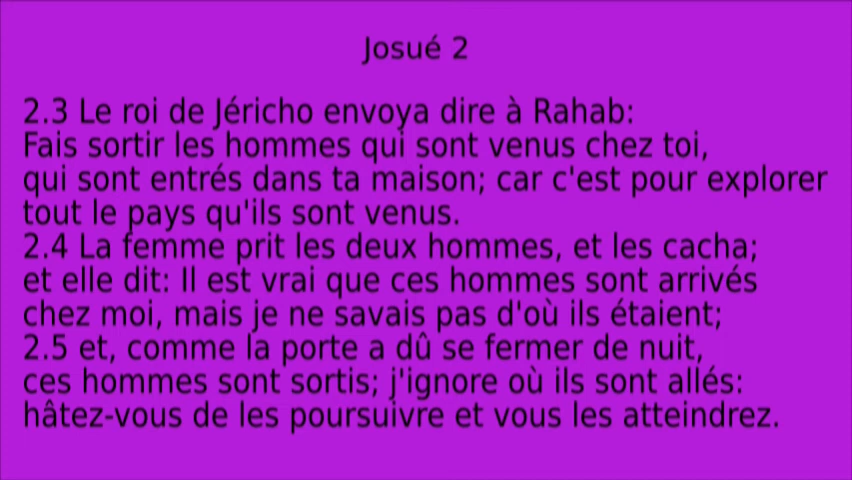 Josué 2
2.3 Le roi de Jéricho envoya dire à Rahab:
Fais sortir les hommes qui sont venus chez toi,
qui sont entrés dans ta maison; car c'est pour explorer
tout le pays qu'ils sont venus.
2.4 La femme prit les deux hommes, et les cacha;
et elle dit: Il est vrai que ces hommes sont arrivés
chez moi, mais je ne savais pas d'où ils étaient;
2.5 et, comme la porte a dû se fermer de nuit,
ces hommes sont sortis; j'ignore où ils sont allés:
hâtez-vous de les poursuivre et vous les atteindrez.